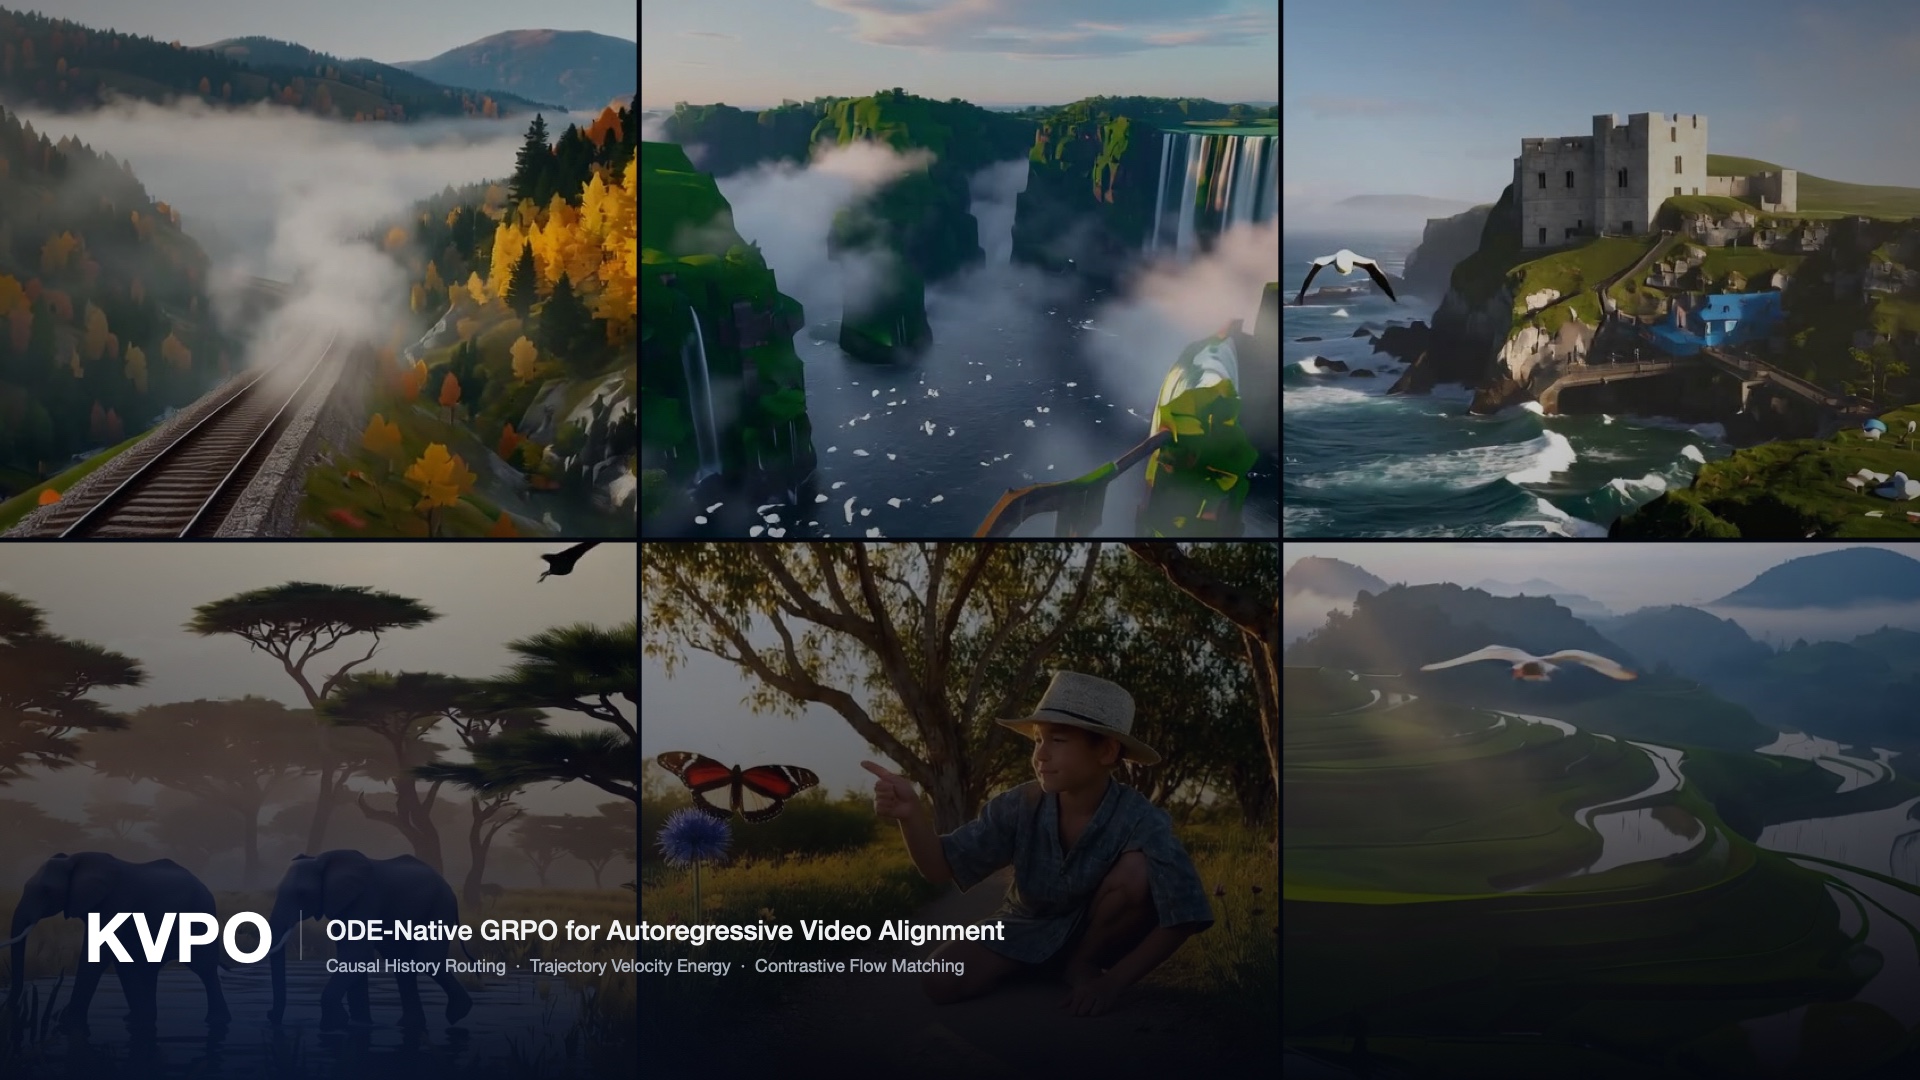 KVPO
ODE-Native GRPO for Autoregressive Video Alignment
Causal History Routing · Trajectory Velocity Energy · Contrastive Flow Matching